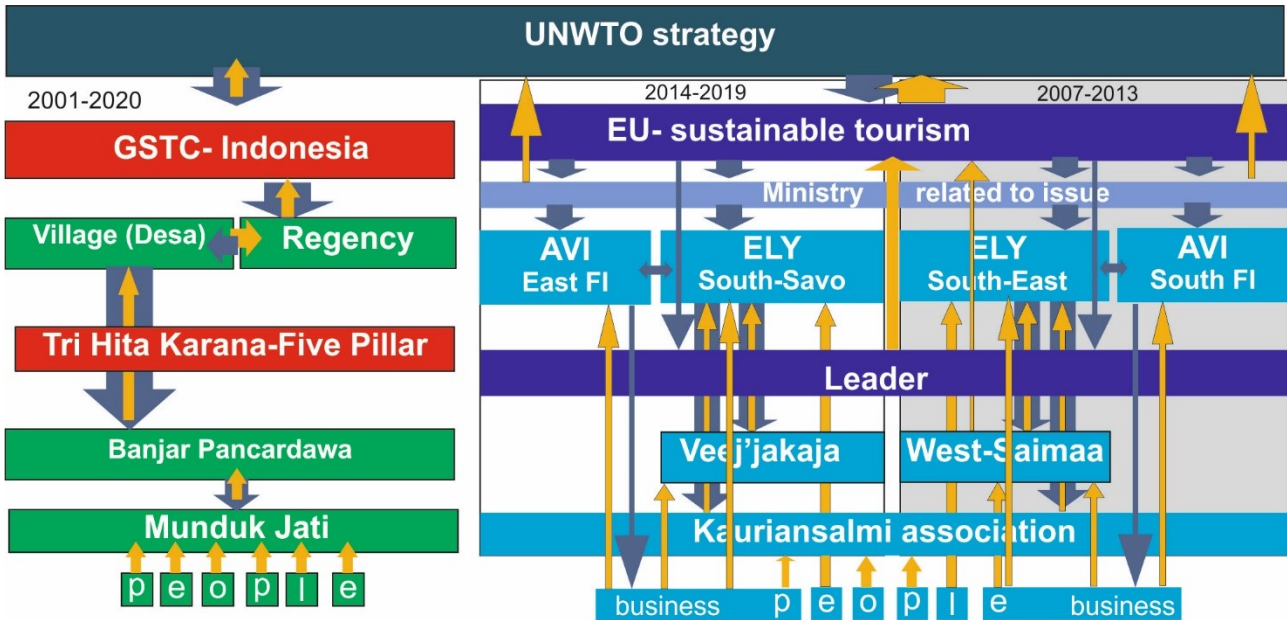 UNWTO strategy
2001-2020
GSTC- Indonesia
Village (Desa)
Regency
Tri Hita Karana-Five Pillar
Banjar Pancardawa
Munduk Jati
people
2014-2019
2007-2013
EU- sustainable tourism
Ministry related to issue
AVI
East FI
ELY
South-Savo
ELY
South-East
AVI
South FI
Leader
Veej'jakaja
West-Saimaa
Kauriansalmi association
business people business